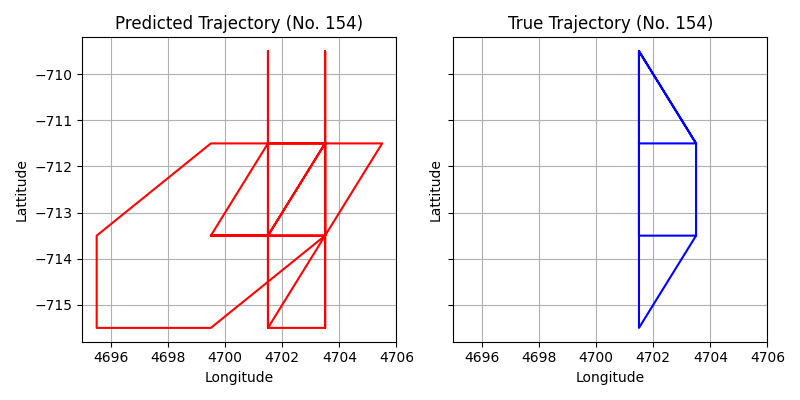 Predicted Trajectory (No. 154)
True Trajectory (No. 154)
−710
−711
−712
−713
−714
−715
Lattitude
Lattitude
4696 4698 4700 4702 4704 4706
4696 4698 4700 4702 4704 4706
Longitude
Longitude